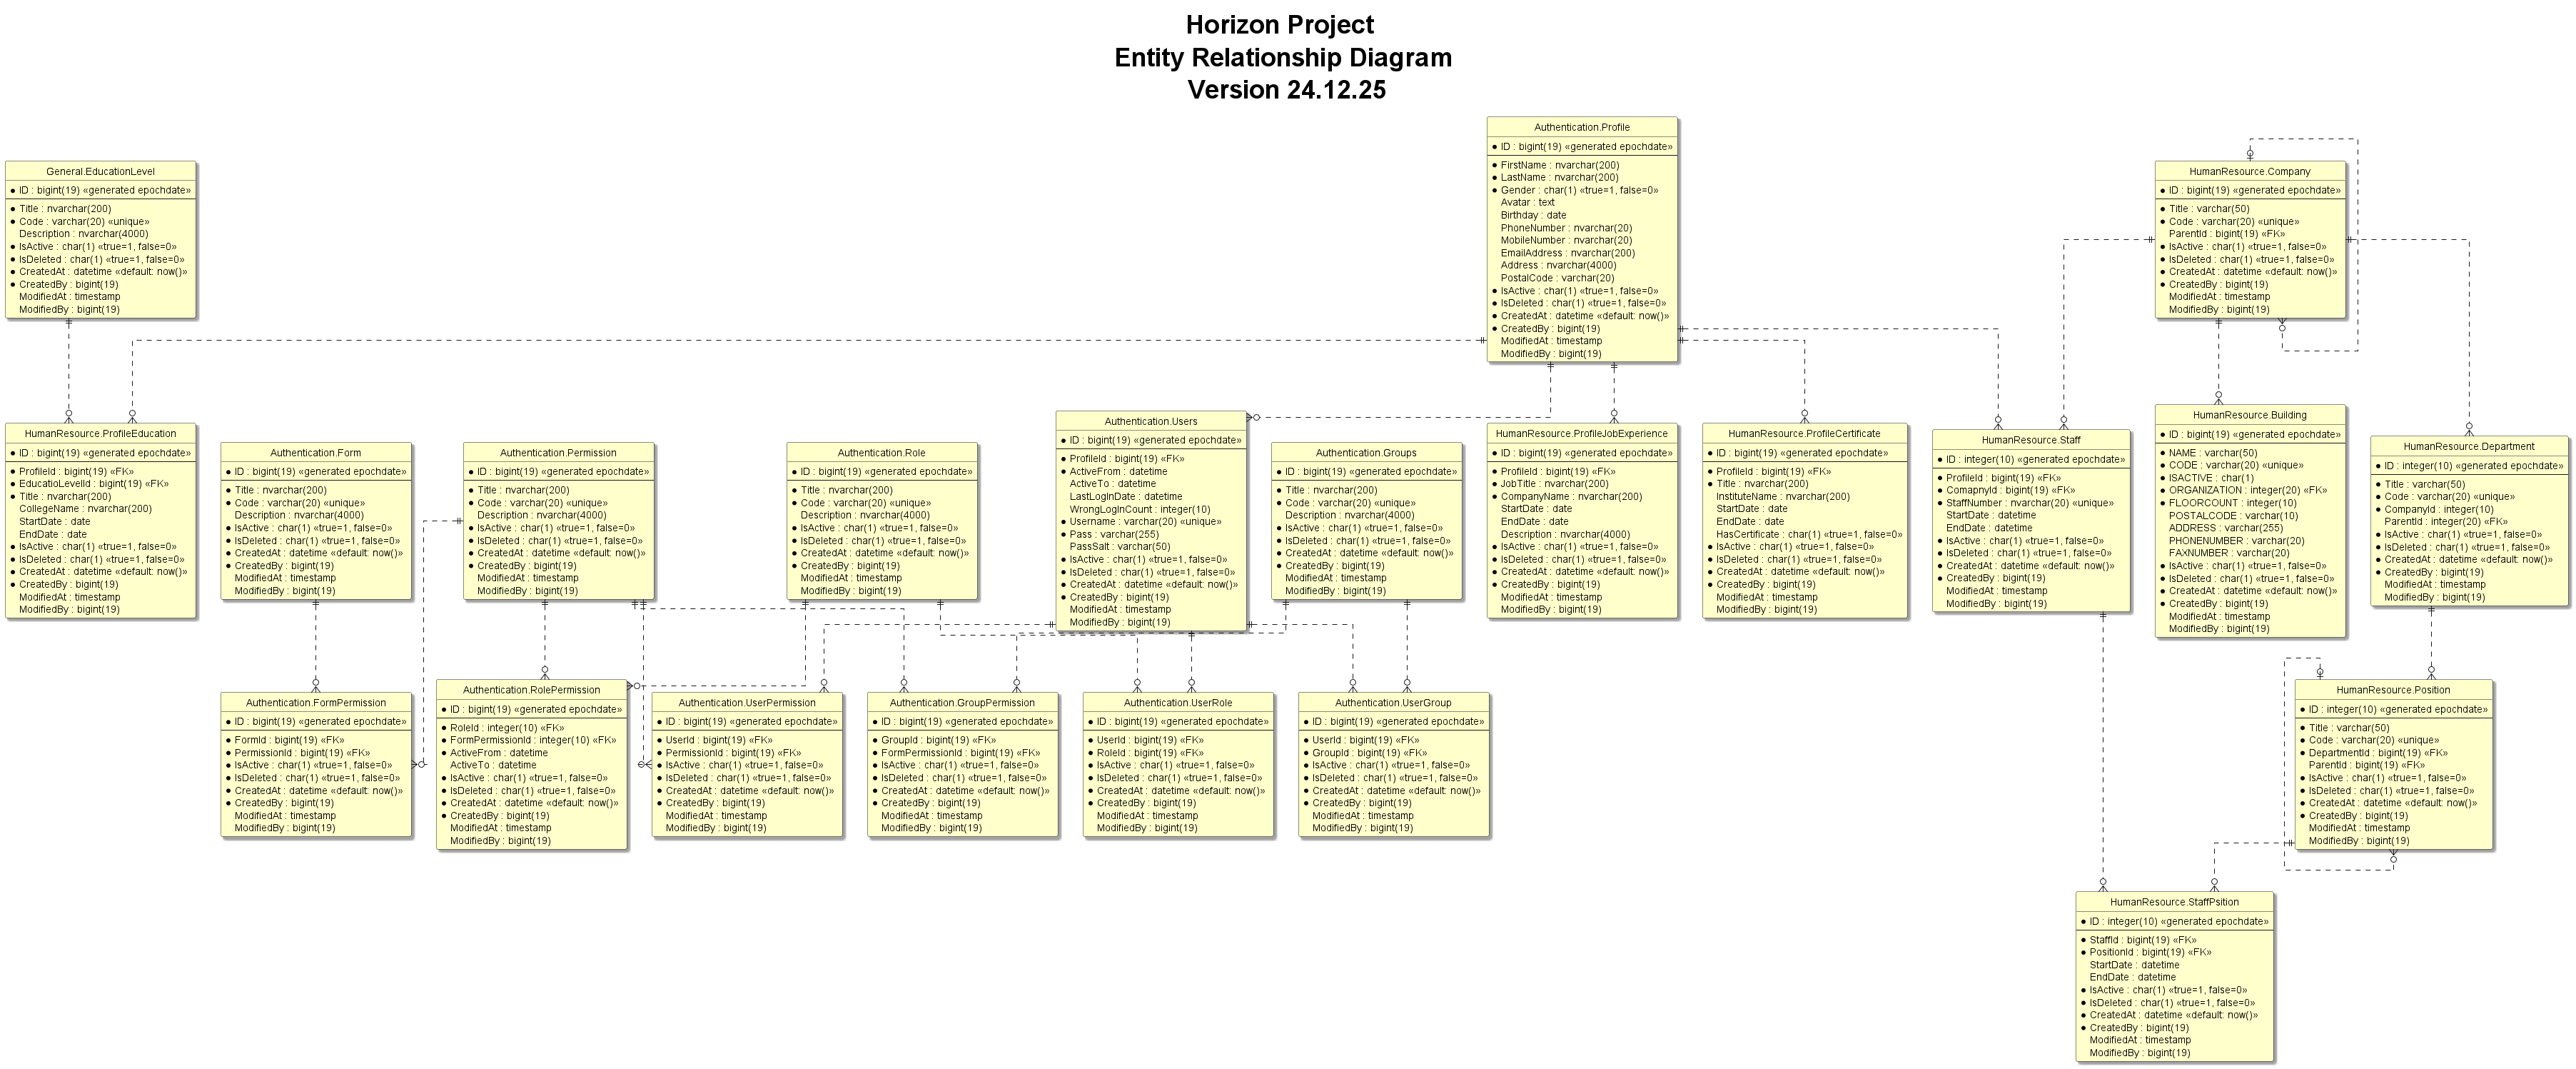 Horizon Project
Entity Relationship Diagram
Version 24.12.25
General.EducationLevel
ID : bigint(19) «generated epochdate»
Title : nvarchar(200)
Code : varchar(20) «unique»
Description : nvarchar(4000)
IsActive : char(1) «true=1, false=0»
IsDeleted : char(1) «true=1, false=0»
CreatedAt : datetime «default: now()»
CreatedBy : bigint(19)
ModifiedAt : timestamp
ModifiedBy : bigint(19)
Authentication.Profile
ID : bigint(19) «generated epochdate»
FirstName : nvarchar(200)
LastName : nvarchar(200)
Gender : char(1) «true=1, false=0»
Avatar : text
Birthday : date
PhoneNumber : nvarchar(20)
MobileNumber : nvarchar(20)
EmailAddress : nvarchar(200)
Address : nvarchar(4000)
PostalCode : varchar(20)
IsActive : char(1) «true=1, false=0»
IsDeleted : char(1) «true=1, false=0»
CreatedAt : datetime «default: now()»
CreatedBy : bigint(19)
ModifiedAt : timestamp
ModifiedBy : bigint(19)
HumanResource.Company
ID : bigint(19) «generated epochdate»
Title : varchar(50)
Code : varchar(20) «unique»
ParentId : bigint(19) «FK»
IsActive : char(1) «true=1, false=0»
IsDeleted : char(1) «true=1, false=0»
CreatedAt : datetime «default: now()»
CreatedBy : bigint(19)
ModifiedAt : timestamp
ModifiedBy : bigint(19)
HumanResource.ProfileEducation
ID : bigint(19) «generated epochdate»
ProfileId : bigint(19) «FK»
EducatioLevelId : bigint(19) «FK»
Title : nvarchar(200)
CollegeName : nvarchar(200)
StartDate : date
EndDate : date
IsActive : char(1) «true=1, false=0»
IsDeleted : char(1) «true=1, false=0»
CreatedAt : datetime «default: now()»
CreatedBy : bigint(19)
ModifiedAt : timestamp
ModifiedBy : bigint(19)
Authentication.Form
ID : bigint(19) «generated epochdate»
Title : nvarchar(200)
Code : varchar(20) «unique»
Description : nvarchar(4000)
IsActive : char(1) «true=1, false=0»
IsDeleted : char(1) «true=1, false=0»
CreatedAt : datetime «default: now()»
CreatedBy : bigint(19)
ModifiedAt : timestamp
ModifiedBy : bigint(19)
Authentication.Permission
ID : bigint(19) «generated epochdate»
Title : nvarchar(200)
Code : varchar(20) «unique»
Description : nvarchar(4000)
IsActive : char(1) «true=1, false=0»
IsDeleted : char(1) «true=1, false=0»
CreatedAt : datetime «default: now()»
CreatedBy : bigint(19)
ModifiedAt : timestamp
ModifiedBy : bigint(19)
Authentication.Role
ID : bigint(19) «generated epochdate»
Title : nvarchar(200)
Code : varchar(20) «unique»
Description : nvarchar(4000)
IsActive : char(1) «true=1, false=0»
IsDeleted : char(1) «true=1, false=0»
CreatedAt : datetime «default: now()»
CreatedBy : bigint(19)
ModifiedAt : timestamp
ModifiedBy : bigint(19)
Authentication.Users
ID : bigint(19) «generated epochdate»
ProfileId : bigint(19) «FK»
ActiveFrom : datetime
ActiveTo : datetime
LastLogInDate : datetime
WrongLogInCount : integer(10)
Username : varchar(20) «unique»
Pass : varchar(255)
PassSalt : varchar(50)
IsActive : char(1) «true=1, false=0»
IsDeleted : char(1) «true=1, false=0»
CreatedAt : datetime «default: now()»
CreatedBy : bigint(19)
ModifiedAt : timestamp
ModifiedBy : bigint(19)
Authentication.Groups
ID : bigint(19) «generated epochdate»
Title : nvarchar(200)
Code : varchar(20) «unique»
Description : nvarchar(4000)
IsActive : char(1) «true=1, false=0»
IsDeleted : char(1) «true=1, false=0»
CreatedAt : datetime «default: now()»
CreatedBy : bigint(19)
ModifiedAt : timestamp
ModifiedBy : bigint(19)
HumanResource.ProfileJobExperience
ID : bigint(19) «generated epochdate»
ProfileId : bigint(19) «FK»
JobTitle : nvarchar(200)
CompanyName : nvarchar(200)
StartDate : date
EndDate : date
Description : nvarchar(4000)
IsActive : char(1) «true=1, false=0»
IsDeleted : char(1) «true=1, false=0»
CreatedAt : datetime «default: now()»
CreatedBy : bigint(19)
ModifiedAt : timestamp
ModifiedBy : bigint(19)
HumanResource.ProfileCertificate
ID : bigint(19) «generated epochdate»
ProfileId : bigint(19) «FK»
Title : nvarchar(200)
InstituteName : nvarchar(200)
StartDate : date
EndDate : date
HasCertificate : char(1) «true=1, false=0»
IsActive : char(1) «true=1, false=0»
IsDeleted : char(1) «true=1, false=0»
CreatedAt : datetime «default: now()»
CreatedBy : bigint(19)
ModifiedAt : timestamp
ModifiedBy : bigint(19)
HumanResource.Staff
ID : integer(10) «generated epochdate»
ProfileId : bigint(19) «FK»
ComapnyId : bigint(19) «FK»
StaffNumber : nvarchar(20) «unique»
StartDate : datetime
EndDate : datetime
IsActive : char(1) «true=1, false=0»
IsDeleted : char(1) «true=1, false=0»
CreatedAt : datetime «default: now()»
CreatedBy : bigint(19)
ModifiedAt : timestamp
ModifiedBy : bigint(19)
HumanResource.Building
ID : bigint(19) «generated epochdate»
NAME : varchar(50)
CODE : varchar(20) «unique»
ISACTIVE : char(1)
ORGANIZATION : integer(20) «FK»
FLOORCOUNT : integer(10)
POSTALCODE : varchar(10)
ADDRESS : varchar(255)
PHONENUMBER : varchar(20)
FAXNUMBER : varchar(20)
IsActive : char(1) «true=1, false=0»
IsDeleted : char(1) «true=1, false=0»
CreatedAt : datetime «default: now()»
CreatedBy : bigint(19)
ModifiedAt : timestamp
ModifiedBy : bigint(19)
HumanResource.Department
ID : integer(10) «generated epochdate»
Title : varchar(50)
Code : varchar(20) «unique»
CompanyId : integer(10)
ParentId : integer(20) «FK»
IsActive : char(1) «true=1, false=0»
IsDeleted : char(1) «true=1, false=0»
CreatedAt : datetime «default: now()»
CreatedBy : bigint(19)
ModifiedAt : timestamp
ModifiedBy : bigint(19)
Authentication.FormPermission
ID : bigint(19) «generated epochdate»
FormId : bigint(19) «FK»
PermissionId : bigint(19) «FK»
IsActive : char(1) «true=1, false=0»
IsDeleted : char(1) «true=1, false=0»
CreatedAt : datetime «default: now()»
CreatedBy : bigint(19)
ModifiedAt : timestamp
ModifiedBy : bigint(19)
Authentication.RolePermission
ID : bigint(19) «generated epochdate»
RoleId : integer(10) «FK»
FormPermissionId : integer(10) «FK»
ActiveFrom : datetime
ActiveTo : datetime
IsActive : char(1) «true=1, false=0»
IsDeleted : char(1) «true=1, false=0»
CreatedAt : datetime «default: now()»
CreatedBy : bigint(19)
ModifiedAt : timestamp
ModifiedBy : bigint(19)
Authentication.UserPermission
ID : bigint(19) «generated epochdate»
UserId : bigint(19) «FK»
PermissionId : bigint(19) «FK»
IsActive : char(1) «true=1, false=0»
IsDeleted : char(1) «true=1, false=0»
CreatedAt : datetime «default: now()»
CreatedBy : bigint(19)
ModifiedAt : timestamp
ModifiedBy : bigint(19)
Authentication.GroupPermission
ID : bigint(19) «generated epochdate»
GroupId : bigint(19) «FK»
FormPermissionId : bigint(19) «FK»
IsActive : char(1) «true=1, false=0»
IsDeleted : char(1) «true=1, false=0»
CreatedAt : datetime «default: now()»
CreatedBy : bigint(19)
ModifiedAt : timestamp
ModifiedBy : bigint(19)
Authentication.UserRole
ID : bigint(19) «generated epochdate»
UserId : bigint(19) «FK»
RoleId : bigint(19) «FK»
IsActive : char(1) «true=1, false=0»
IsDeleted : char(1) «true=1, false=0»
CreatedAt : datetime «default: now()»
CreatedBy : bigint(19)
ModifiedAt : timestamp
ModifiedBy : bigint(19)
Authentication.UserGroup
ID : bigint(19) «generated epochdate»
UserId : bigint(19) «FK»
GroupId : bigint(19) «FK»
IsActive : char(1) «true=1, false=0»
IsDeleted : char(1) «true=1, false=0»
CreatedAt : datetime «default: now()»
CreatedBy : bigint(19)
ModifiedAt : timestamp
ModifiedBy : bigint(19)
HumanResource.Position
ID : integer(10) «generated epochdate»
Title : varchar(50)
Code : varchar(20) «unique»
DepartmentId : bigint(19) «FK»
ParentId : bigint(19) «FK»
IsActive : char(1) «true=1, false=0»
IsDeleted : char(1) «true=1, false=0»
CreatedAt : datetime «default: now()»
CreatedBy : bigint(19)
ModifiedAt : timestamp
ModifiedBy : bigint(19)
HumanResource.StaffPsition
ID : integer(10) «generated epochdate»
StaffId : bigint(19) «FK»
PositionId : bigint(19) «FK»
StartDate : datetime
EndDate : datetime
IsActive : char(1) «true=1, false=0»
IsDeleted : char(1) «true=1, false=0»
CreatedAt : datetime «default: now()»
CreatedBy : bigint(19)
ModifiedAt : timestamp
ModifiedBy : bigint(19)